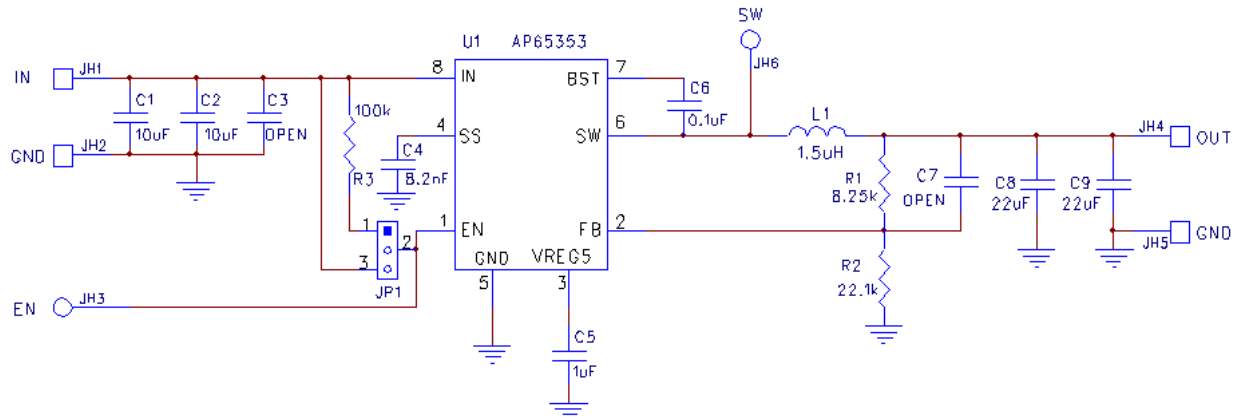 SW
U1 AP65353
JH6
IN JH1
8 IN
BST 7
C1
10uF
C2
10uF
C3
OPEN
100k
R3
C6
0.1uF
4 SS
C4
8.2nF
SW 6
L1
1.5uH
JH4 OUT
GND JH2
R1
8.25k
C7
OPEN
C8
22uF
C9
22uF
1 EN
FB 2
1
2
3
JP1
JH5 GND
GND
5
VREG5
3
R2
22.1k
EN JH3
C5
1uF